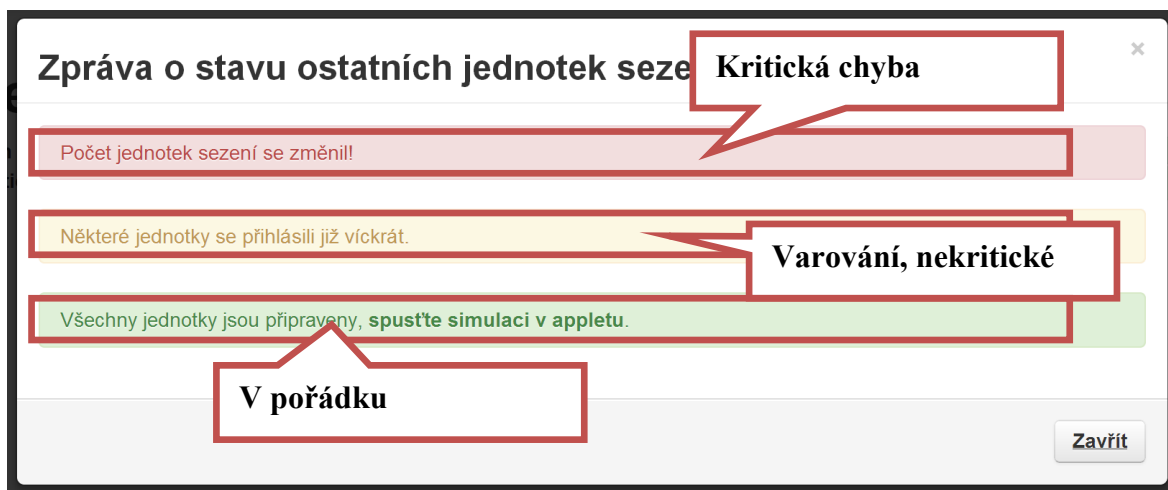 Zpráva o stavu ostatních jednotek seze
×
Kritická chyba
Počet jednotek sezení se změnil!
Některé jednotky se přihlásili již víckrát.
Varování, nekritické
Všechny jednotky jsou připraveny, spusťte simulaci v appletu.
V pořádku
Zavřít